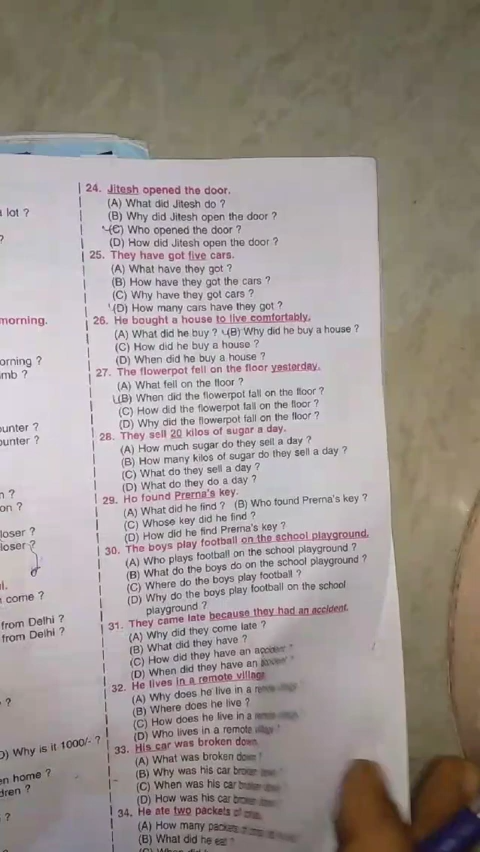 a lot ?
?
morning.
orning ?
mb ?
ounter ?
ounter ?
n ?
on ?
loser ?
loser ?
l.
come ?
from Delhi ?
from Delhi ?
?
D) Why is it 1000/- ?
en home ?
dren ?
?
24. Jitesh opened the door.
(A) What did Jitesh do ?
(B) Why did Jitesh open the door ?
(C) Who opened the door ?
(D) How did Jitesh open the door ?
25. They have got five cars.
(A) What have they got ?
(B) How have they got the cars ?
(C) Why have they got cars ?
(D) How many cars have they got ?
26. He bought a house to live comfortably.
(A) What did he buy ? (B) Why did he buy a house ?
(C) How did he buy a house ?
(D) When did he buy a house ?
27. The flowerpot fell on the floor yesterday.
(A) What fell on the floor ?
(B) When did the flowerpot fall on the floor ?
(C) How did the flowerpot fall on the floor ?
(D) Why did the flowerpot fall on the floor ?
28. They sell 20 kilos of sugar a day.
(A) How much sugar do they sell a day ?
(B) How many kilos of sugar do they sell a day ?
(C) What do they sell a day ?
(D) What do they do a day ?
29. He found Prerna's key.
(A) What did he find ? (B) Who found Prerna's key ?
(C) Whose key did he find ?
(D) How did he find Prerna's key ?
30. The boys play football on the school playground.
(A) Who plays football on the school playground ?
(B) What do the boys do on the school playground ?
(C) Where do the boys play football ?
(D) Why do the boys play football on the school
playground ?
31. They came late because they had an accident.
(A) Why did they come late ?
(B) What did they have ?
(C) How did they have an accident ?
(D) When did they have an accident ?
32. He lives in a remote village.
(A) Why does he live in a remote village ?
(B) Where does he live ?
(C) How does he live in a remote village ?
(D) Who lives in a remote village ?
33. His car was broken down.
(A) What was broken down ?
(B) Why was his car broken down ?
(C) When was his car broken down ?
(D) How was his car broken down ?
34. He ate two packets of
(A) How many packets of
(B) What did he eat ?